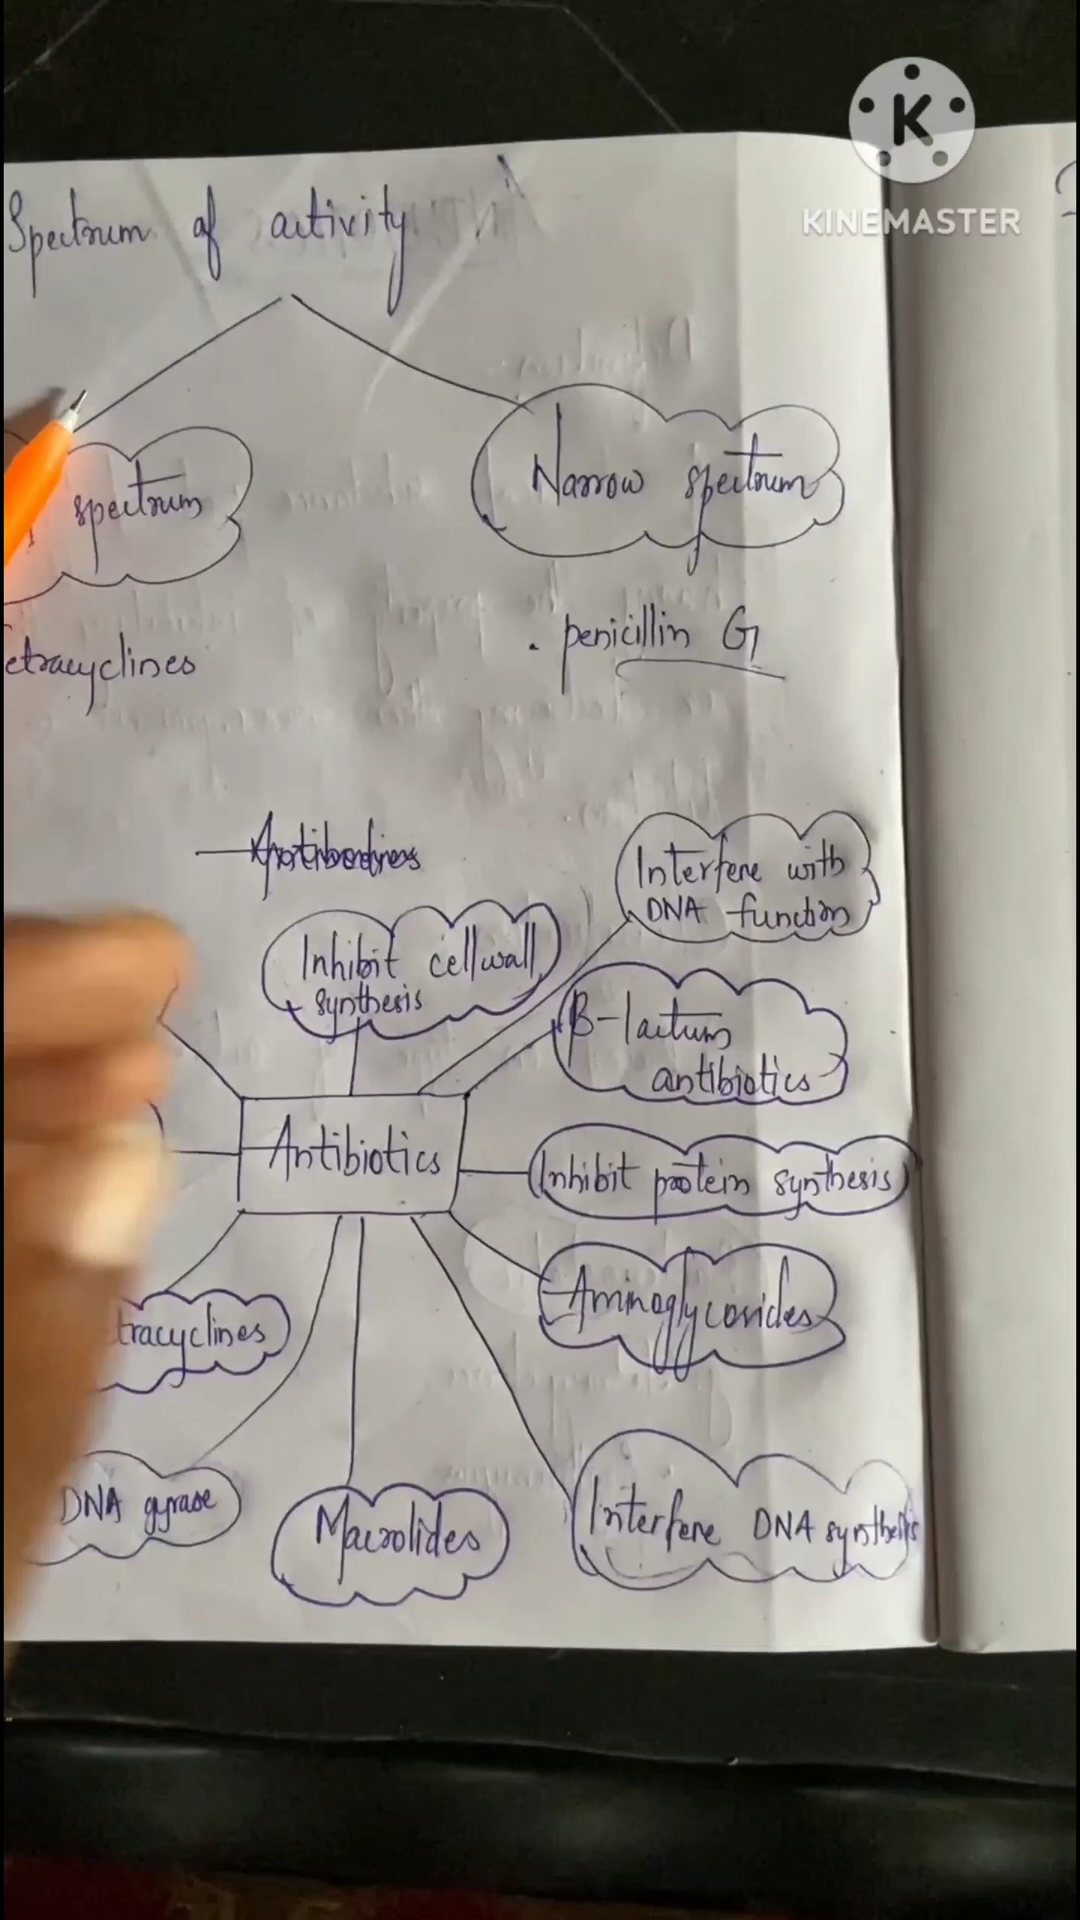 KINEMASTER
Spectrum of activity
spectrum
Narrow spectrum
etracyclines
. penicillin G
Antibodies
Interfere with
DNA function
Inhibit cellwall
synthesis
B-lactum
antibiotics
Antibiotics
Inhibit protein synthesis
Aminoglycosides
tracyclines
DNA gyrase
Macrolides
Interfere DNA synthesis